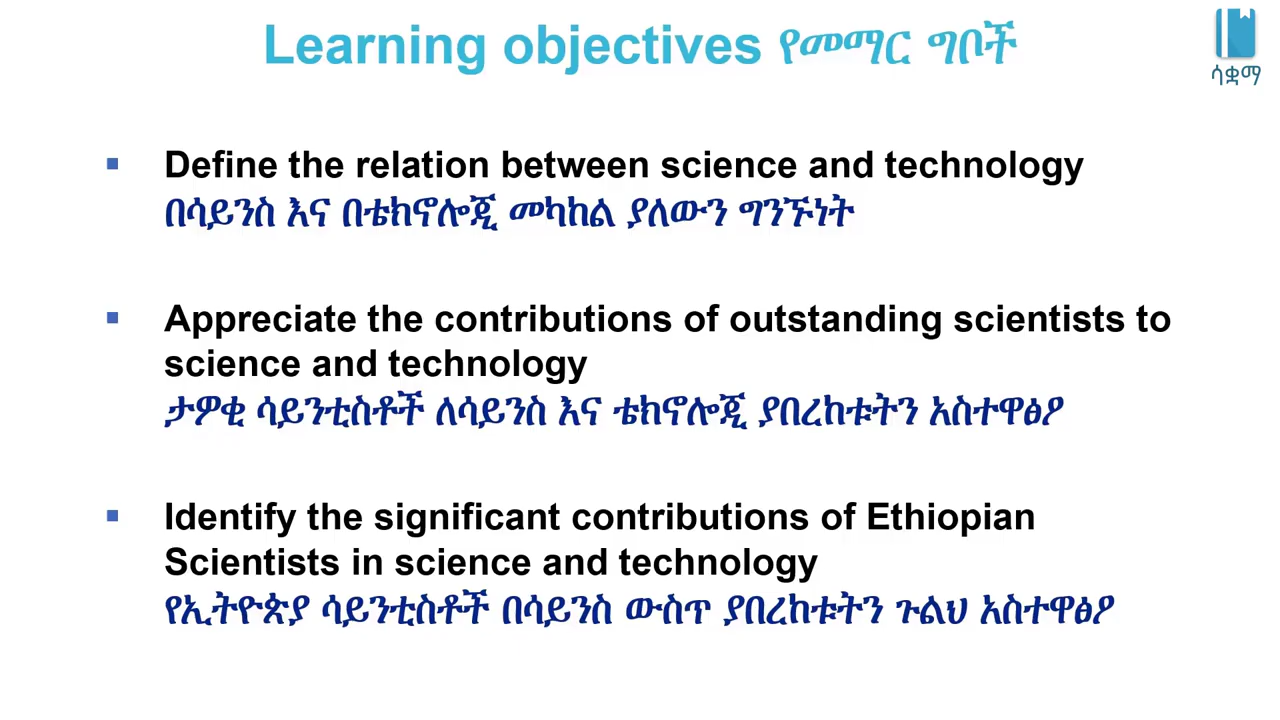 Learning objectives የመማር ግቦች
ሳቋማ
Define the relation between science and technology
በሳይንስ እና በቴክኖሎጂ መካከል ያለውን ግንኙነት
Appreciate the contributions of outstanding scientists to
science and technology
ታዎቂ ሳይንቲስቶች ለሳይንስ እና ቴክኖሎጂ ያበረከቱትን አስተዋፅዖ
Identify the significant contributions of Ethiopian
Scientists in science and technology
የኢትዮጵያ ሳይንቲስቶች በሳይንስ ውስጥ ያበረከቱትን ጉልህ አስተዋፅዖ